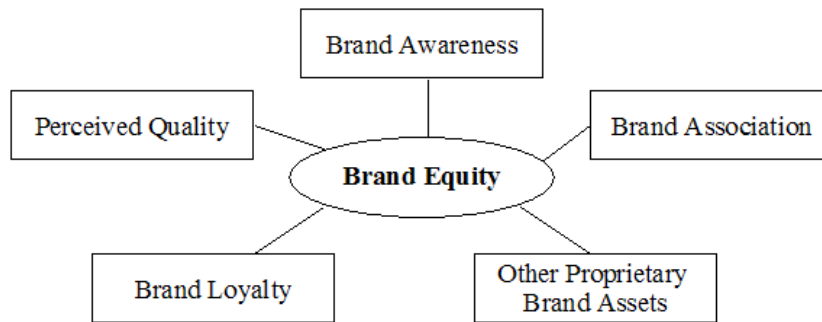 Brand Awareness
Perceived Quality
Brand Association
Brand Equity
Brand Loyalty
Other Proprietary
Brand Assets